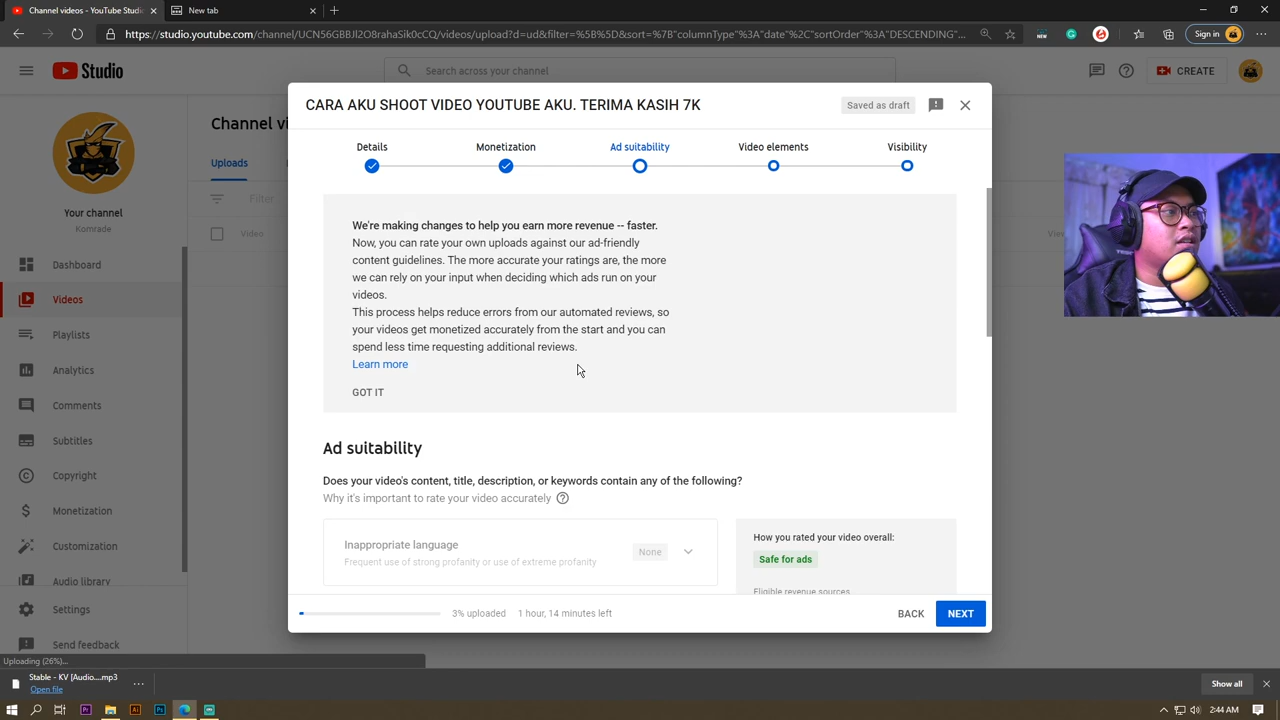 Channel videos - YouTube Studi
New tab
https://studio.youtube.com/channel/UCN56GBBJl2O8rahaSik0cCQ/videos/upload?d=ud&filter=%5B%5D&sort=%7B"columnType"%3A"date"%2C"sortOrder"%3A"DESCENDING"...
Sign in
Studio
Search across your channel
CREATE
Channel vi
Uploads
Filter
Video
Your channel
Komrade
Dashboard
Videos
Playlists
Analytics
Comments
Subtitles
Copyright
Monetization
Customization
Audio library
Settings
Send feedback
CARA AKU SHOOT VIDEO YOUTUBE AKU. TERIMA KASIH 7K
Saved as draft
Details
Monetization
Ad suitability
Video elements
Visibility
We're making changes to help you earn more revenue -- faster.
Now, you can rate your own uploads against our ad-friendly
content guidelines. The more accurate your ratings are, the more
we can rely on your input when deciding which ads run on your
videos.
This process helps reduce errors from our automated reviews, so
your videos get monetized accurately from the start and you can
spend less time requesting additional reviews.
Learn more
GOT IT
Ad suitability
Does your video's content, title, description, or keywords contain any of the following?
Why it's important to rate your video accurately
Inappropriate language
None
Frequent use of strong profanity or use of extreme profanity
How you rated your video overall:
Safe for ads
Eligible revenue sources
3% uploaded 1 hour, 14 minutes left
BACK
NEXT
Uploading (26%)...
Stable - KV [Audio....mp3
Open file
Show all
2:44 AM